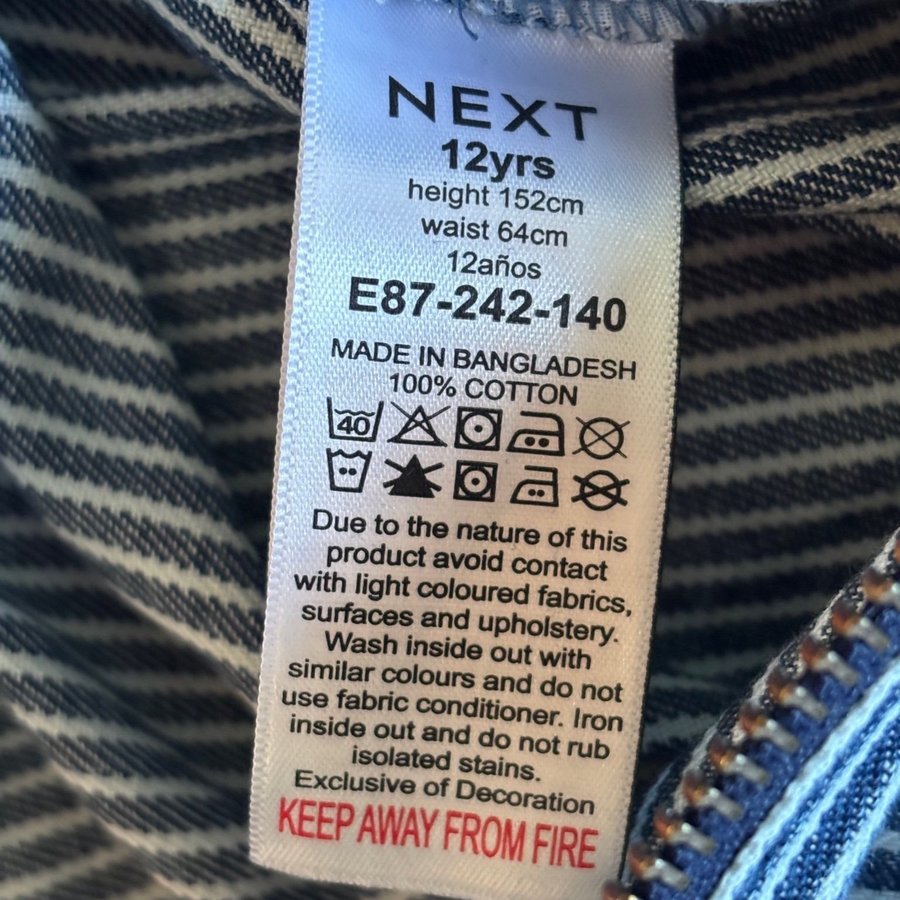 NEXT
12yrs
height 152cm
waist 64cm
12años
E87-242-140
MADE IN BANGLADESH
100% COTTON
40
Due to the nature of this
product avoid contact
with light coloured fabrics,
surfaces and upholstery.
Wash inside out with
similar colours and do not
use fabric conditioner. Iron
inside out and do not rub
isolated stains.
Exclusive of Decoration
KEEP AWAY FROM FIRE